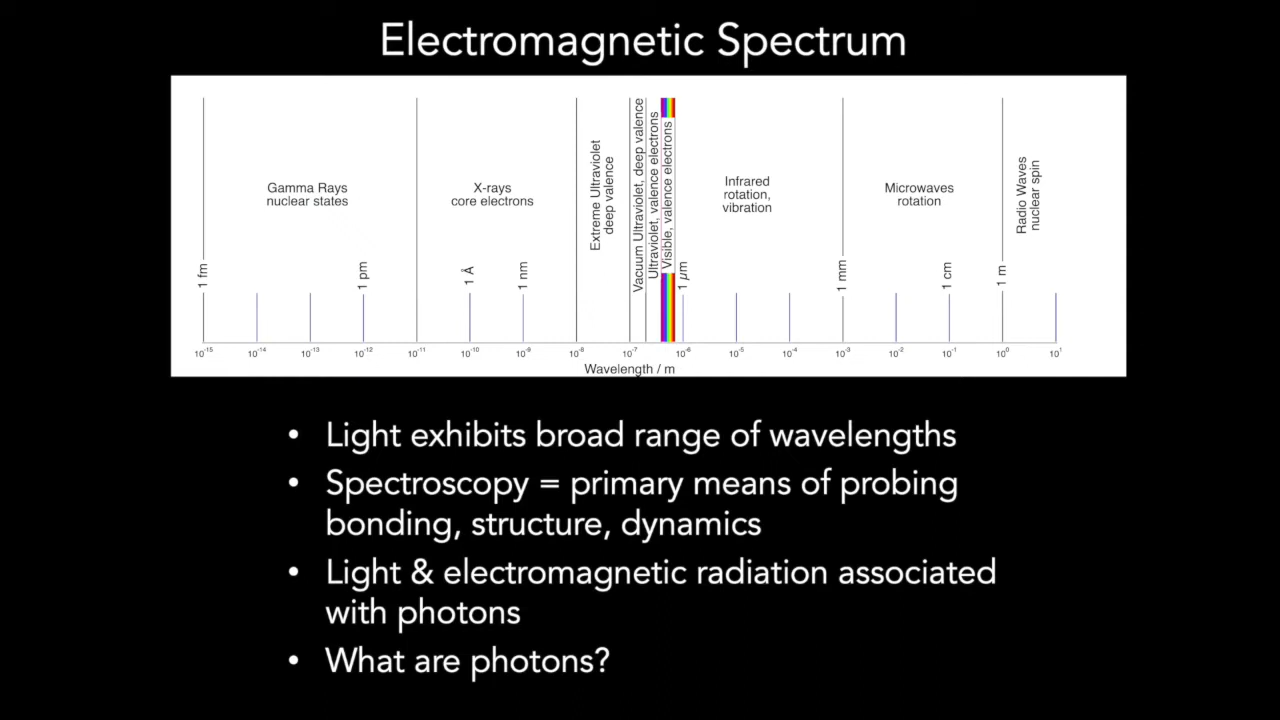 Electromagnetic Spectrum
Gamma Rays
nuclear states
X-rays
core electrons
Extreme Ultraviolet
deep valence
Vacuum Ultraviolet, deep valence
Ultraviolet, valence electrons
Visible, valence electrons
Infrared
rotation,
vibration
Microwaves
rotation
Radio Waves
nuclear spin
1 fm
1 pm
1 Å
1 nm
1 µm
1 mm
1 cm
1 m
10⁻¹⁵ 10⁻¹⁴ 10⁻¹³ 10⁻¹² 10⁻¹¹ 10⁻¹⁰ 10⁻⁹ 10⁻⁸ 10⁻⁷ 10⁻⁶ 10⁻⁵ 10⁻⁴ 10⁻³ 10⁻² 10⁻¹ 10⁰ 10¹
Wavelength / m
• Light exhibits broad range of wavelengths
• Spectroscopy = primary means of probing
bonding, structure, dynamics
• Light & electromagnetic radiation associated
with photons
• What are photons?